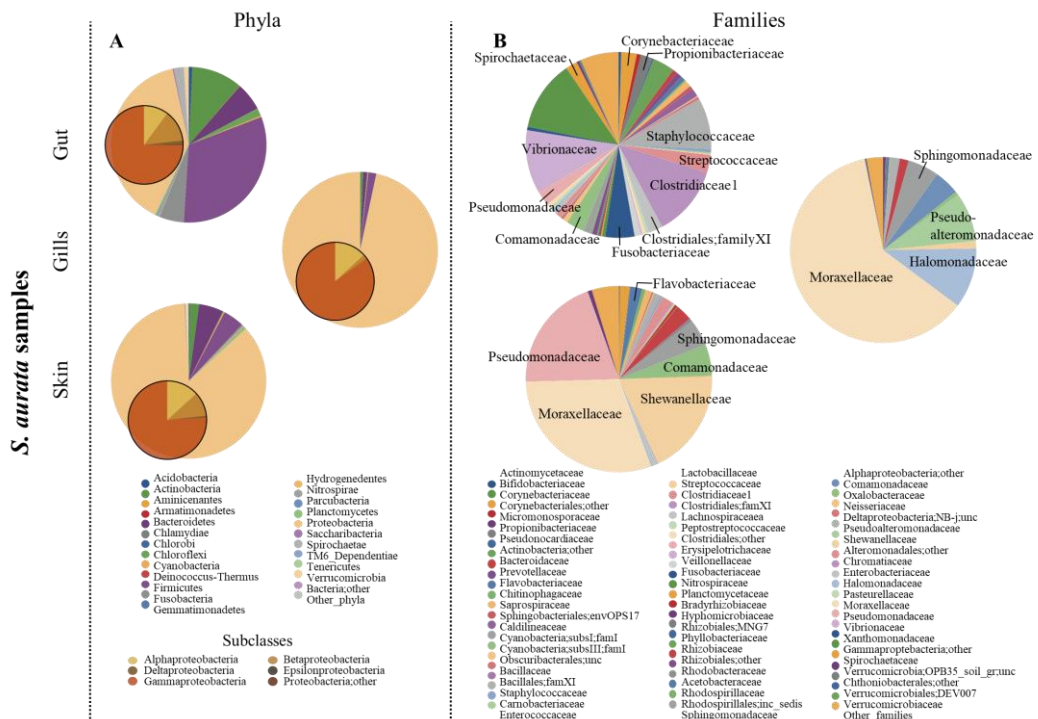 Phyla
Families
A
B
S. aurata samples
Gut
Gills
Skin
Corynebacteriaceae
Propionibacteriaceae
Spirochaetaceae
Staphylococcaceae
Streptococcaceae
Vibrionaceae
Clostridiaceae1
Pseudomonadaceae
Comamonadaceae
Clostridiales;familyXI
Fusobacteriaceae
Sphingomonadaceae
Pseudo-
alteromonadaceae
Halomonadaceae
Moraxellaceae
Flavobacteriaceae
Sphingomonadaceae
Pseudomonadaceae
Comamonadaceae
Shewanellaceae
Moraxellaceae
Acidobacteria
Actinobacteria
Aminicenantes
Armatimonadetes
Bacteroidetes
Chlamydiae
Chlorobi
Chloroflexi
Cyanobacteria
Deinococcus-Thermus
Firmicutes
Fusobacteria
Gemmatimonadetes
Hydrogenedentes
Nitrospirae
Parcubacteria
Planctomycetes
Proteobacteria
Saccharibacteria
Spirochaetae
TM6_Dependentiae
Tenericutes
Verrucomicrobia
Bacteria;other
Other_phyla
Subclasses
Alphaproteobacteria
Deltaproteobacteria
Gammaproteobacteria
Betaproteobacteria
Epsilonproteobacteria
Proteobacteria;other
Actinomycetaceae
Bifidobacteriaceae
Corynebacteriaceae
Corynebacteriales;other
Micromonosporaceae
Propionibacteriaceae
Pseudonocardiaceae
Actinobacteria;other
Bacteroidaceae
Prevotellaceae
Flavobacteriaceae
Chitinophagaceae
Saprospiraceae
Sphingobacteriales;envOPS17
Caldilineaceae
Cyanobacteria;subsI;famI
Cyanobacteria;subsIII;famI
Obscuribacterales;unc
Bacillaceae
Bacillales;famXI
Staphylococcaceae
Carnobacteriaceae
Enterococcaceae
Lactobacillaceae
Streptococcaceae
Clostridiaceae1
Clostridiales;famXI
Lachnospiraceae
Peptostreptococcaceae
Clostridiales;other
Erysipelotrichaceae
Veillonellaceae
Fusobacteriaceae
Nitrospiraceae
Planctomycetaceae
Bradyrhizobiaceae
Hyphomicrobiaceae
Rhizobiales;MNG7
Phyllobacteriaceae
Rhizobiaceae
Rhizobiales;other
Rhodobacteraceae
Acetobacteraceae
Rhodospirillaceae
Rhodospirillales;inc_sedis
Sphingomonadaceae
Alphaproteobacteria;other
Comamonadaceae
Oxalobacteraceae
Neisseriaceae
Deltaproteobacteria;NB-j;unc
Pseudoalteromonadaceae
Shewanellaceae
Alteromonadales;other
Chromatiaceae
Enterobacteriaceae
Halomonadaceae
Pasteurellaceae
Moraxellaceae
Pseudomonadaceae
Vibrionaceae
Xanthomonadaceae
Gammaproptebacteria;other
Spirochaetaceae
Verrucomicrobia;OPB35_soil_gr;unc
Chthoniobacterales;other
Verrucomicrobiales;DEV007
Verrucomicrobiaceae
Other_families